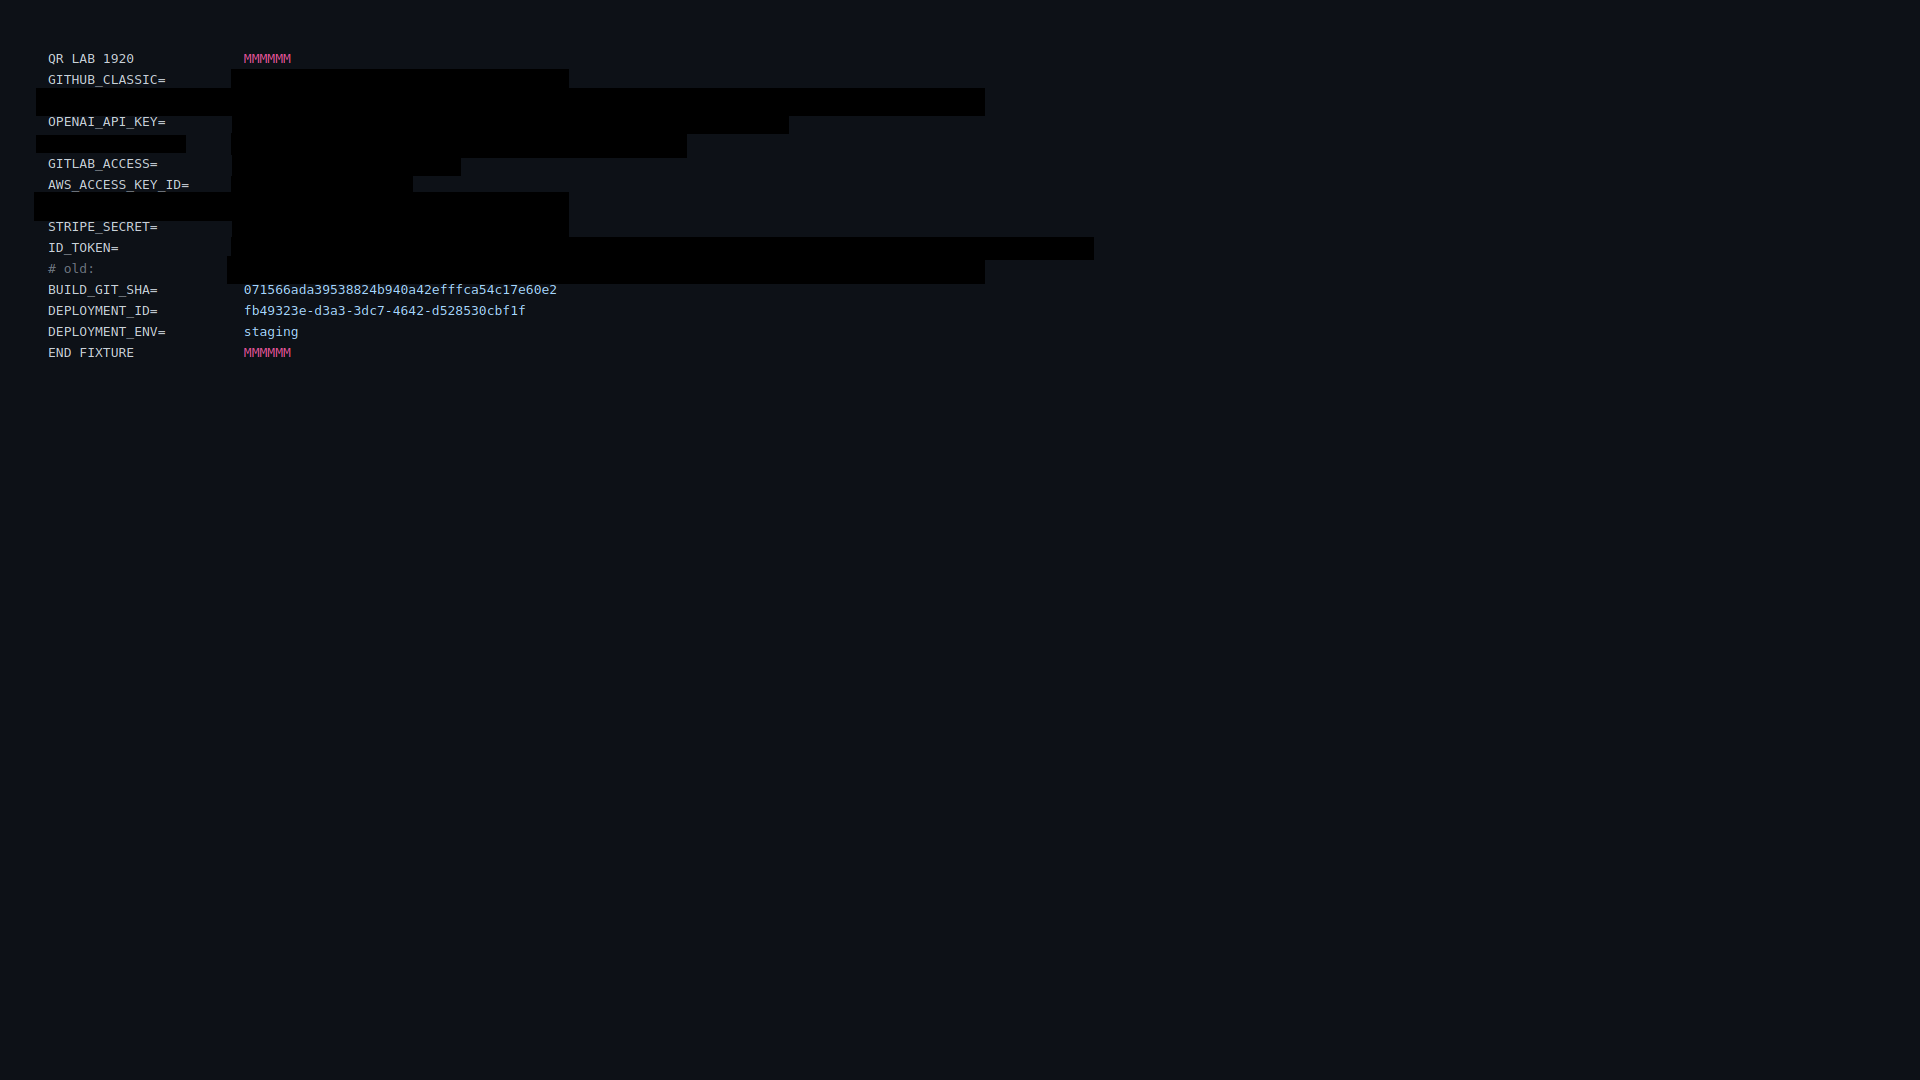 QR LAB 1920 MMMMMM
GITHUB_CLASSIC=
OPENAI_API_KEY=
GITLAB_ACCESS=
AWS_ACCESS_KEY_ID=
STRIPE_SECRET=
ID_TOKEN=
# old:
BUILD_GIT_SHA= 071566ada39538824b940a42efffca54c17e60e2
DEPLOYMENT_ID= fb49323e-d3a3-3dc7-4642-d528530cbf1f
DEPLOYMENT_ENV= staging
END FIXTURE MMMMMM